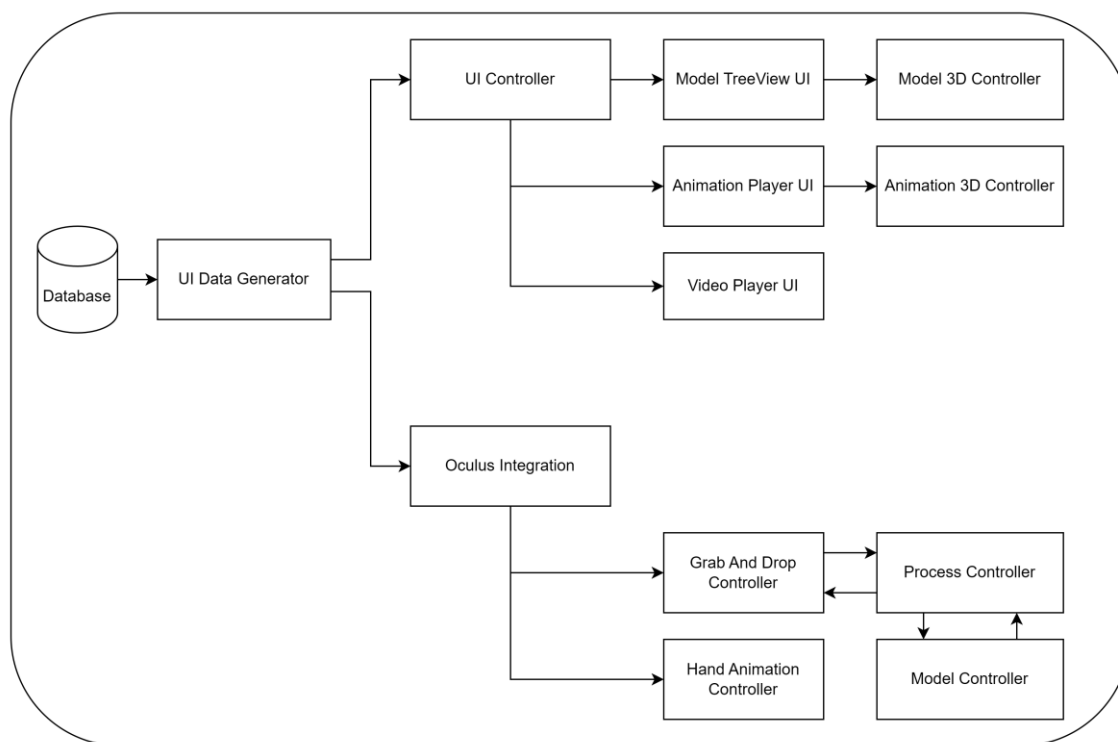 UI Controller
Model TreeView UI
Model 3D Controller
Animation Player UI
Animation 3D Controller
Database
UI Data Generator
Video Player UI
Oculus Integration
Grab And Drop
Controller
Process Controller
Hand Animation
Controller
Model Controller